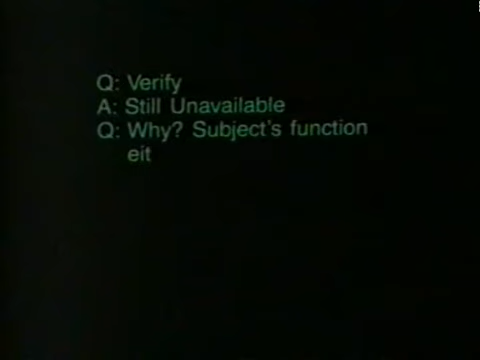 Q: Verify
A: Still Unavailable
Q: Why? Subject's function
eit